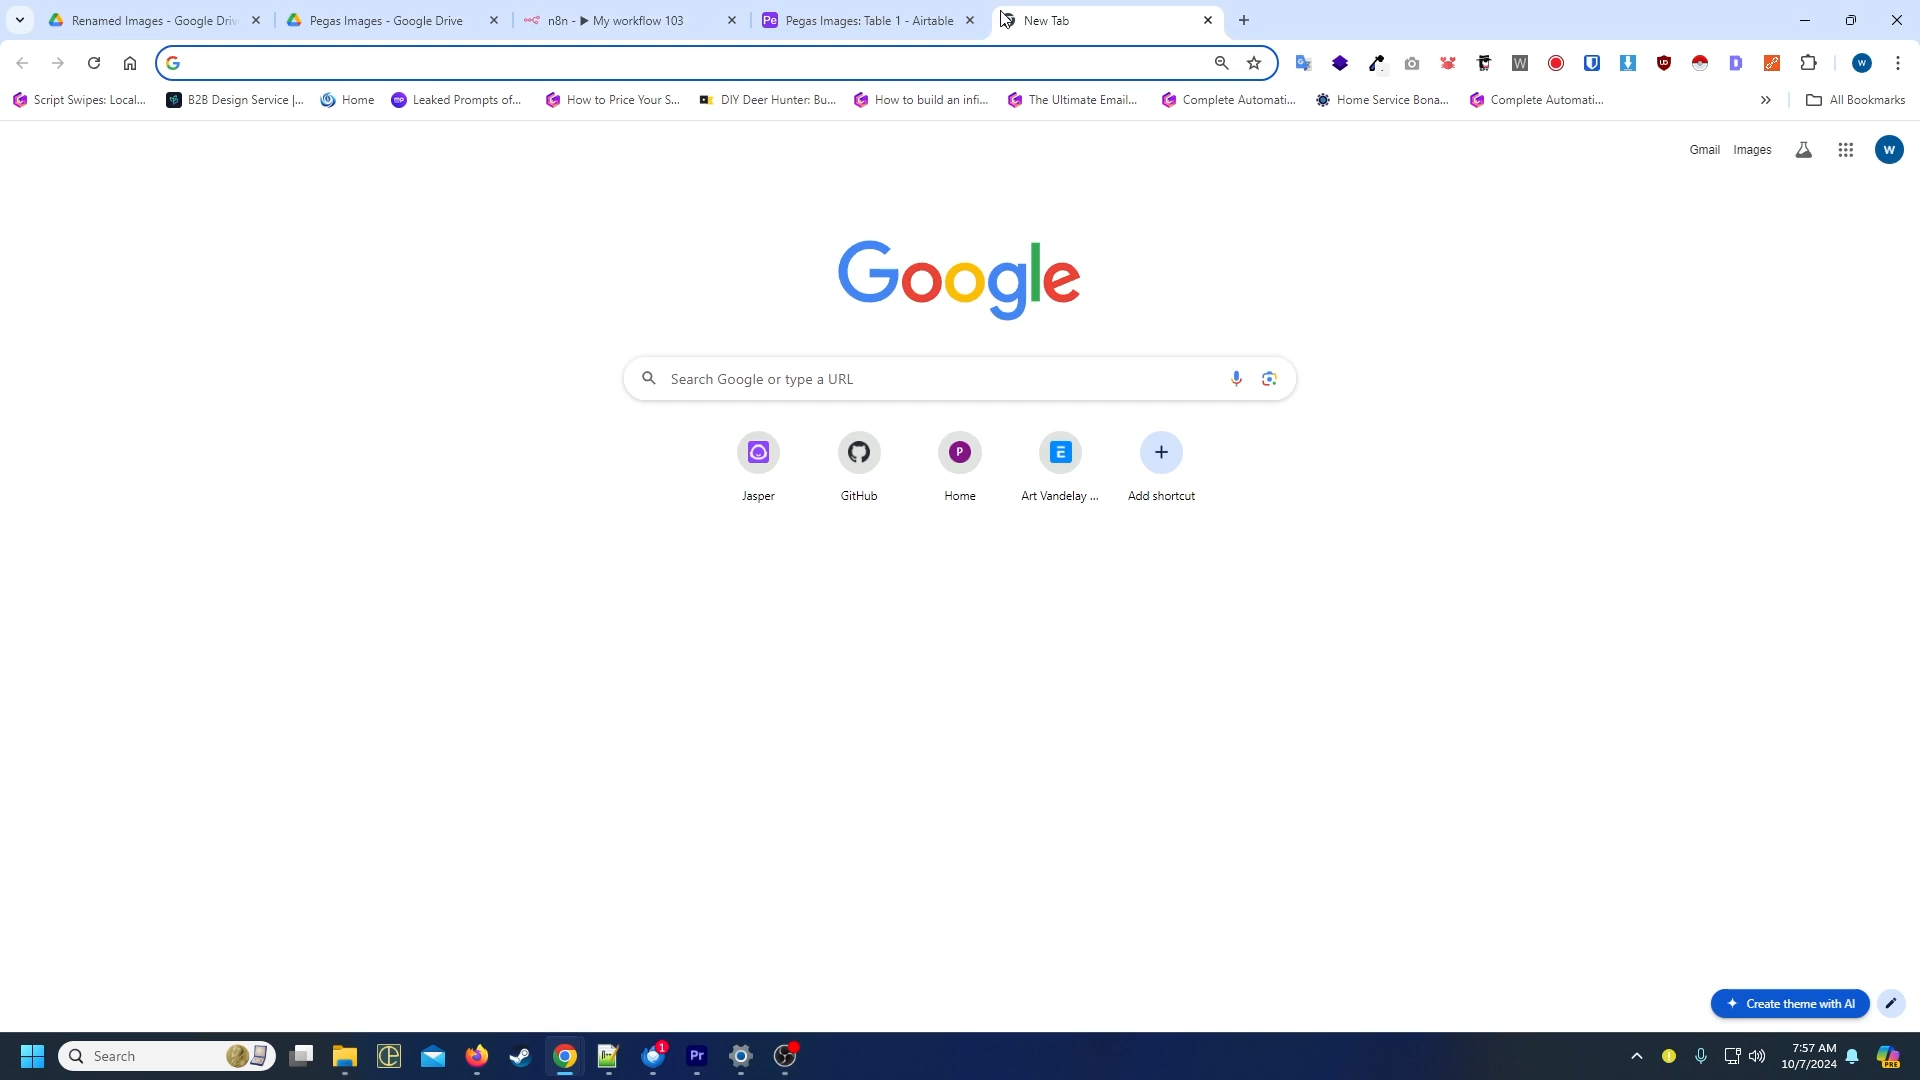 Renamed Images - Google Driv
Pegas Images - Google Drive
n8n - ▶ My workflow 103
Pe
Pegas Images: Table 1 - Airtable
New Tab
W
Script Swipes: Local...
B2B Design Service |...
Home
Leaked Prompts of...
How to Price Your S...
DIY Deer Hunter: Bu...
How to build an infi...
The Ultimate Email...
Complete Automati...
Home Service Bona...
Complete Automati...
»
All Bookmarks
Gmail
Images
W
Google
Search Google or type a URL
P
E
Jasper
GitHub
Home
Art Vandelay ...
Add shortcut
Create theme with AI
Search
1
Pr
7:57 AM
10/7/2024
PRE